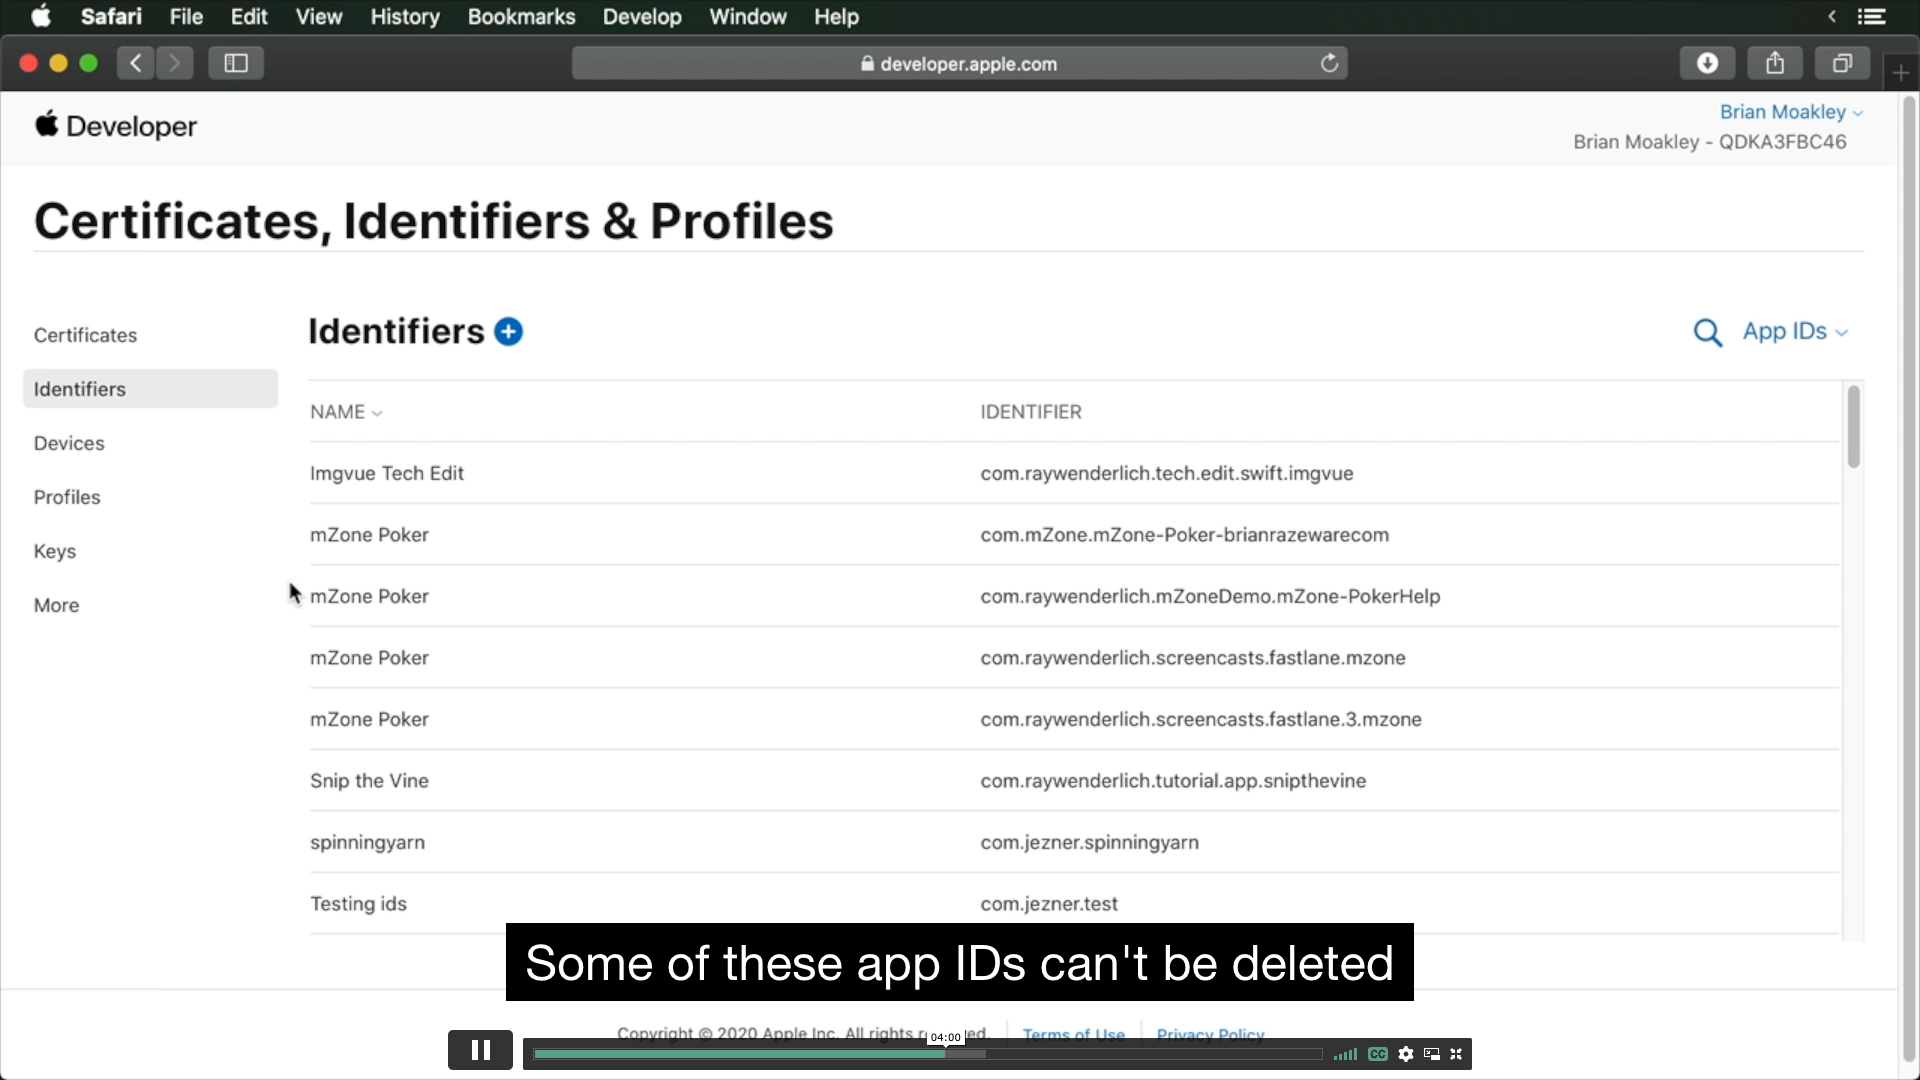 Safari File Edit View History Bookmarks Develop Window Help
developer.apple.com
Developer
Brian Moakley
Brian Moakley - QDKA3FBC46
Certificates, Identifiers & Profiles
Certificates
Identifiers
Devices
Profiles
Keys
More
Identifiers
App IDs
NAME IDENTIFIER
Imgvue Tech Edit com.raywenderlich.tech.edit.swift.imgvue
mZone Poker com.mZone.mZone-Poker-brianrazewarecom
mZone Poker com.raywenderlich.mZoneDemo.mZone-PokerHelp
mZone Poker com.raywenderlich.screencasts.fastlane.mzone
mZone Poker com.raywenderlich.screencasts.fastlane.3.mzone
Snip the Vine com.raywenderlich.tutorial.app.snipthevine
spinningyarn com.jezner.spinningyarn
Testing ids com.jezner.test
Some of these app IDs can't be deleted
Copyright © 2020 Apple Inc. All rights Terms of Use Privacy Policy
04:00
CC